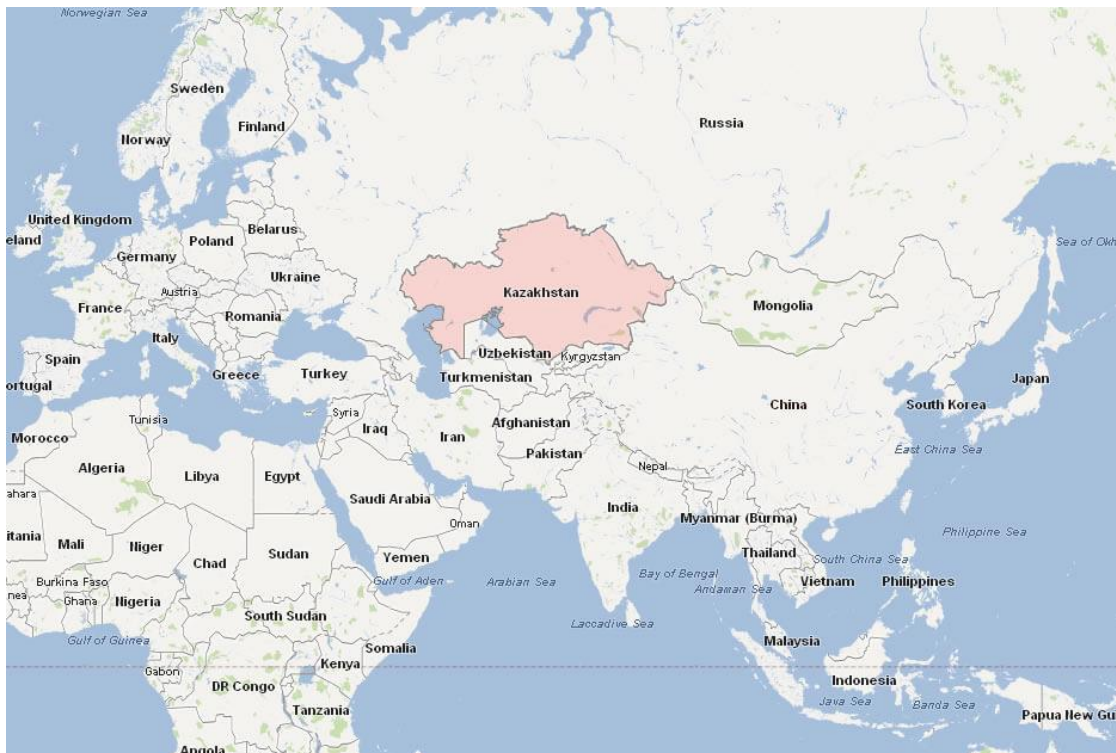 Norwegian Sea
Sweden
Finland
Norway
Russia
United Kingdom
eland
Belarus
Poland
Germany
Ukraine
Sea of Okh
Austria
France
Kazakhstan
Mongolia
Romania
Italy
Spain
Uzbekistan
Kyrgyzstan
Greece
Turkey
Turkmenistan
ortugal
Japan
China
South Korea
Syria
Tunisia
Afghanistan
Iraq
Iran
Morocco
East China Sea
Pakistan
Algeria
Libya
Egypt
Nepal
ahara
Saudi Arabia
India
Oman
Myanmar (Burma)
itania
Mali
Niger
Sudan
Philippine Sea
Chad
Yemen
Thailand
South China Sea
Burkina Faso
Gulf of Aden
Arabian Sea
Bay of Bengal
Andaman Sea
Vietnam
Philippines
nea
Ghana
Nigeria
South Sudan
Laccadive Sea
Gulf of Guinea
Somalia
Malaysia
Kenya
Gabon
DR Congo
Indonesia
Tanzania
Java Sea
Banda Sea
Papua New Gui
Angola